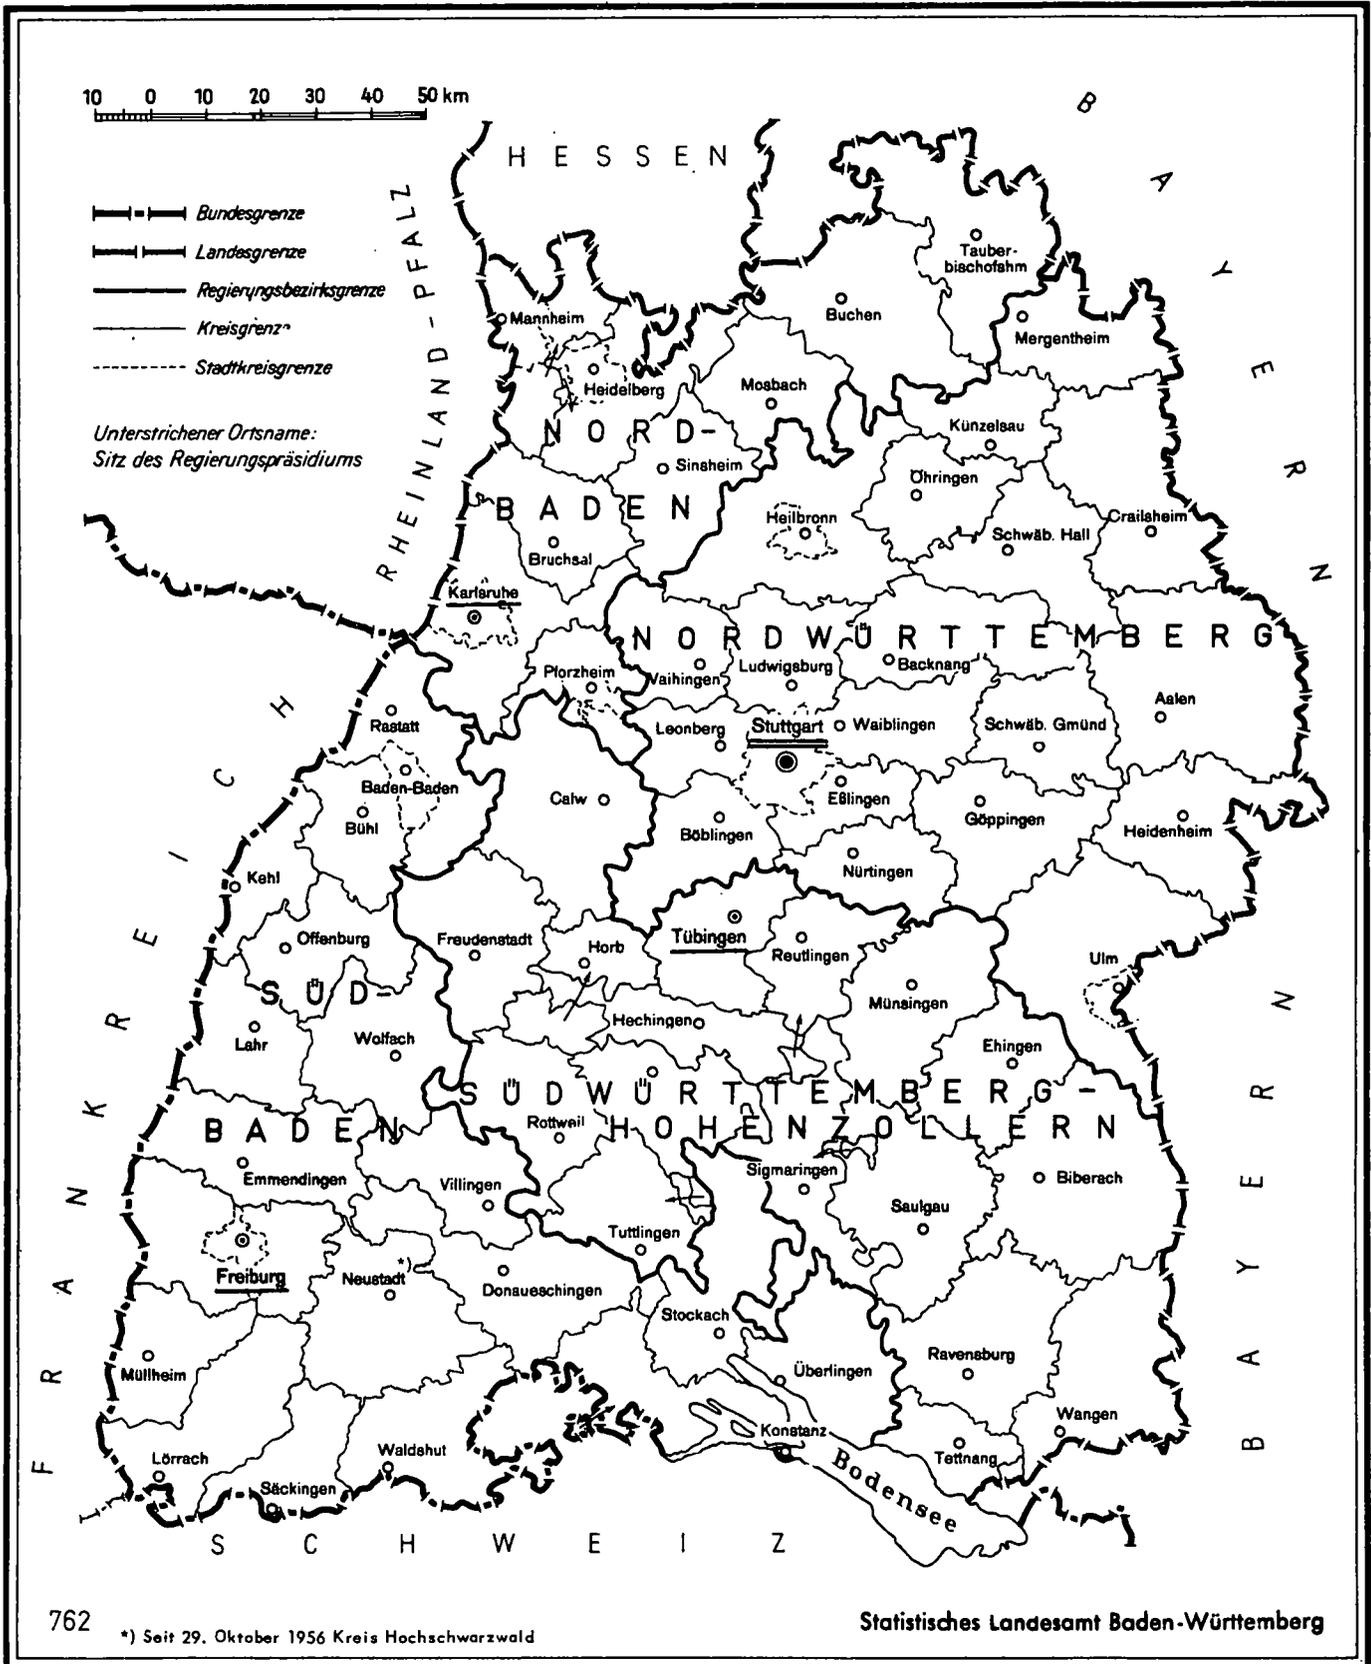 10 0 10 20 30 40 50 km
HESSEN
BAYERN
RHEINLAND-PFALZ
Bundesgrenze
Landesgrenze
Regierungsbezirksgrenze
Kreisgrenz
Stadtkreisgrenze
Unterstrichener Ortsname:
Sitz des Regierungspräsidiums
Tauber-
bischofshm
Buchen
Mergentheim
Mannheim
Heidelberg
Mosbach
NORD-
Künzelsau
Sinsheim
Öhringen
BADEN
Heilbronn
Crailsheim
Schwäb. Hall
Bruchsal
Karlsruhe
NORDWÜRTTEMBERG
Pforzheim
Vaihingen
Ludwigsburg
Backnang
Aalen
Rastatt
Leonberg
Stuttgart
Waiblingen
Schwäb. Gmünd
Baden-Baden
Calw
Eßlingen
Bühl
Böblingen
Göppingen
Heidenheim
Nürtingen
Kehl
FRANKREICH
Offenburg
Freudenstadt
Horb
Tübingen
Reutlingen
Ulm
SÜD-
Münsingen
Lahr
Wolfach
Hechingen
Ehingen
SÜDWÜRTTEMBERG-
HOHENZOLLERN
BADEN
Rottweil
Emmendingen
Villingen
Sigmaringen
Biberach
Saulgau
Tuttlingen
Freiburg
Neustadt *)
Donaueschingen
Stockach
Müllheim
Überlingen
Ravensburg
Wangen
Konstanz
Tettnang
Bodensee
Lörrach
Waldshut
Säckingen
BAYERN
SCHWEIZ
762
*) Seit 29. Oktober 1956 Kreis Hochschwarzwald
Statistisches Landesamt Baden-Württemberg